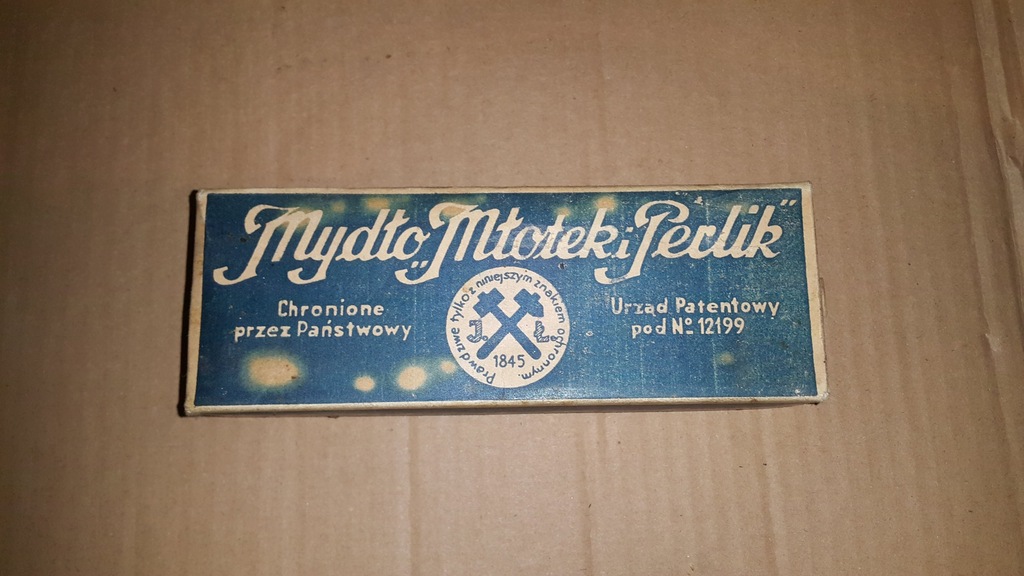 Mydło „Młotek i Perlik"
Chronione
przez Państwowy
Prawdziwe tylko z niniejszym znakiem ochronnym.
J. Ł.
1845
Urząd Patentowy
pod № 12199